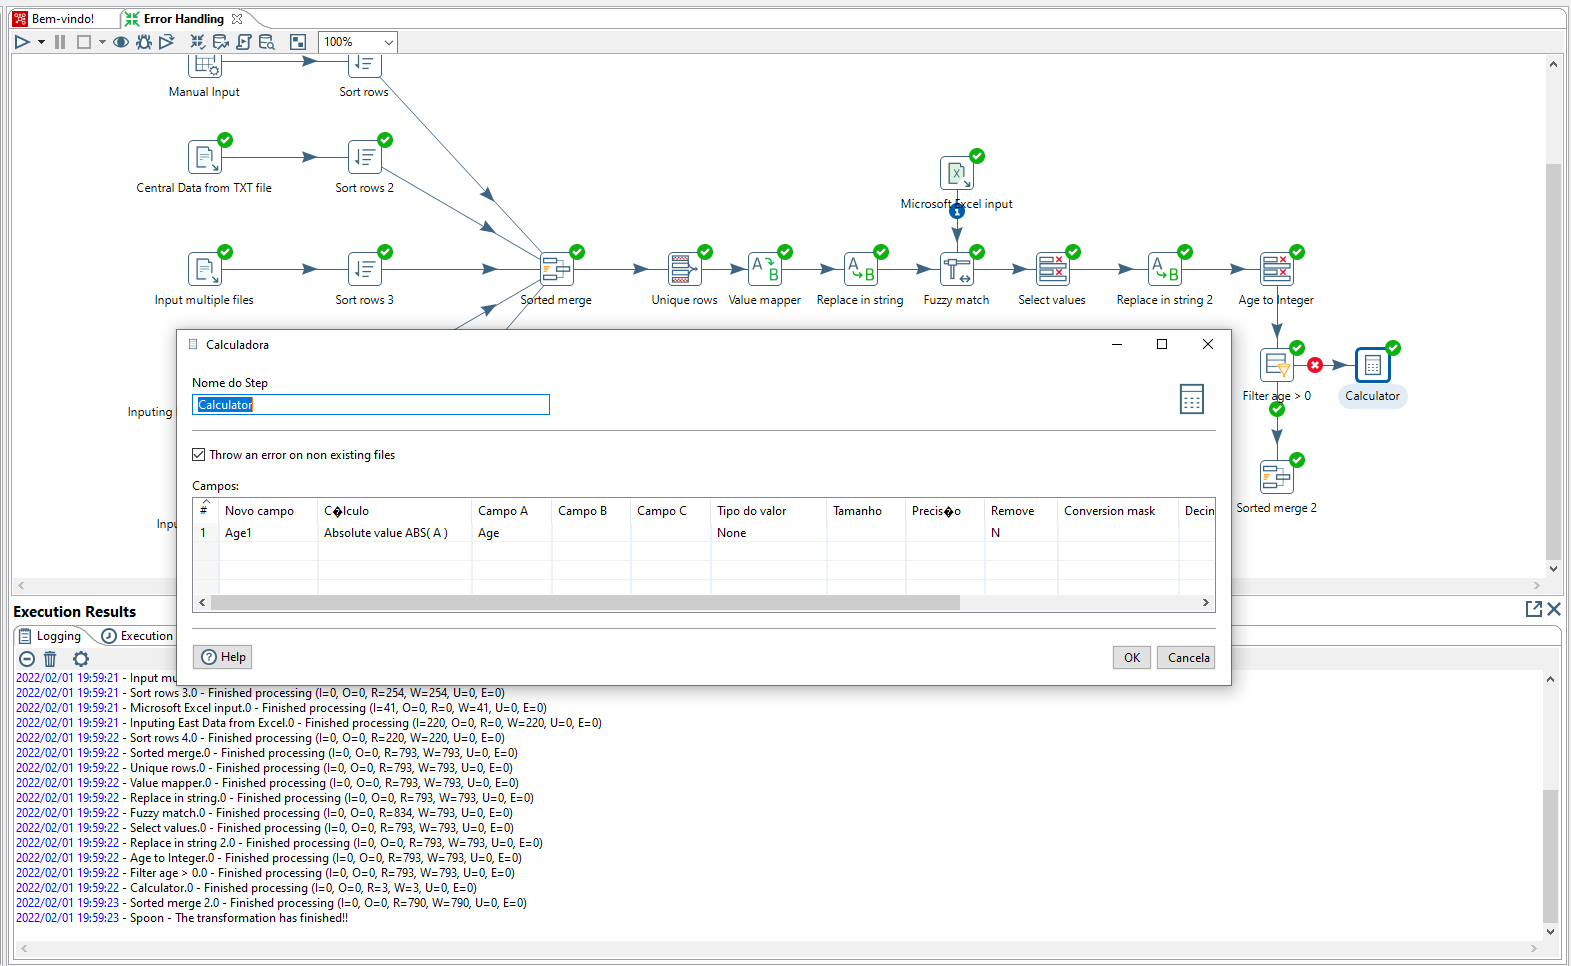 Bem-vindo!
Error Handling
100%
Manual Input
Sort rows
Central Data from TXT file
Sort rows 2
Microsoft Excel input
Input multiple files
Sort rows 3
Sorted merge
Unique rows
Value mapper
Replace in string
Fuzzy match
Select values
Replace in string 2
Age to Integer
Inputing
Filter age > 0
Calculator
Inpu
Sorted merge 2
Calculadora
Nome do Step
Calculator
Throw an error on non existing files
Campos:
# Novo campo C�lculo Campo A Campo B Campo C Tipo do valor Tamanho Precis�o Remove Conversion mask Decin
1 Age1 Absolute value ABS( A ) Age None N
Help
OK
Cancela
Execution Results
Logging
Execution
2022/02/01 19:59:21 - Input mu
2022/02/01 19:59:21 - Sort rows 3.0 - Finished processing (I=0, O=0, R=254, W=254, U=0, E=0)
2022/02/01 19:59:21 - Microsoft Excel input.0 - Finished processing (I=41, O=0, R=0, W=41, U=0, E=0)
2022/02/01 19:59:21 - Inputing East Data from Excel.0 - Finished processing (I=220, O=0, R=0, W=220, U=0, E=0)
2022/02/01 19:59:22 - Sort rows 4.0 - Finished processing (I=0, O=0, R=220, W=220, U=0, E=0)
2022/02/01 19:59:22 - Sorted merge.0 - Finished processing (I=0, O=0, R=793, W=793, U=0, E=0)
2022/02/01 19:59:22 - Unique rows.0 - Finished processing (I=0, O=0, R=793, W=793, U=0, E=0)
2022/02/01 19:59:22 - Value mapper.0 - Finished processing (I=0, O=0, R=793, W=793, U=0, E=0)
2022/02/01 19:59:22 - Replace in string.0 - Finished processing (I=0, O=0, R=793, W=793, U=0, E=0)
2022/02/01 19:59:22 - Fuzzy match.0 - Finished processing (I=0, O=0, R=834, W=793, U=0, E=0)
2022/02/01 19:59:22 - Select values.0 - Finished processing (I=0, O=0, R=793, W=793, U=0, E=0)
2022/02/01 19:59:22 - Replace in string 2.0 - Finished processing (I=0, O=0, R=793, W=793, U=0, E=0)
2022/02/01 19:59:22 - Age to Integer.0 - Finished processing (I=0, O=0, R=793, W=793, U=0, E=0)
2022/02/01 19:59:22 - Filter age > 0.0 - Finished processing (I=0, O=0, R=793, W=793, U=0, E=0)
2022/02/01 19:59:22 - Calculator.0 - Finished processing (I=0, O=0, R=3, W=3, U=0, E=0)
2022/02/01 19:59:23 - Sorted merge 2.0 - Finished processing (I=0, O=0, R=790, W=790, U=0, E=0)
2022/02/01 19:59:23 - Spoon - The transformation has finished!!